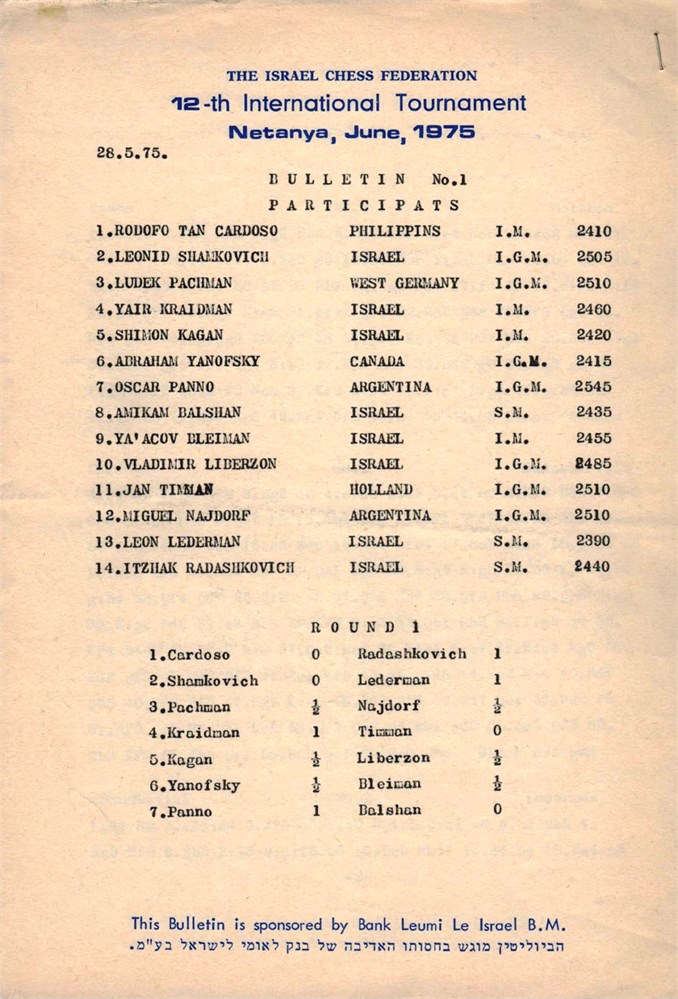 THE ISRAEL CHESS FEDERATION
12-th International Tournament
Netanya, June, 1975
28.5.75.
BULLETIN No.1
PARTICIPATS
1.RODOFO TAN CARDOSO PHILIPPINS I.M. 2410
2.LEONID SHAMKOVICH ISRAEL I.G.M. 2505
3.LUDEK PACHMAN WEST GERMANY I.G.M. 2510
4.YAIR KRAIDMAN ISRAEL I.M. 2460
5.SHIMON KAGAN ISRAEL I.M. 2420
6.ABRAHAM YANOFSKY CANADA I.G.M. 2415
7.OSCAR PANNO ARGENTINA I.G.M. 2545
8.AMIKAM BALSHAN ISRAEL S.M. 2435
9.YA'ACOV BLEIMAN ISRAEL I.M. 2455
10.VLADIMIR LIBERZON ISRAEL I.G.M. 2485
11.JAN TIMMAN HOLLAND I.G.M. 2510
12.MIGUEL NAJDORF ARGENTINA I.G.M. 2510
13.LEON LEDERMAN ISRAEL S.M. 2390
14.ITZHAK RADASHKOVICH ISRAEL S.M. 2440
ROUND 1
1.Cardoso 0 Radashkovich 1
2.Shamkovich 0 Lederman 1
3.Pachman ½ Najdorf ½
4.Kraidman 1 Timman 0
5.Kagan ½ Liberzon ½
6.Yanofsky ½ Bleiman ½
7.Panno 1 Balshan 0
This Bulletin is sponsored by Bank Leumi Le Israel B.M.
הביוליטין מוגש בחסותו האדיבה של בנק לאומי לישראל בע"מ.